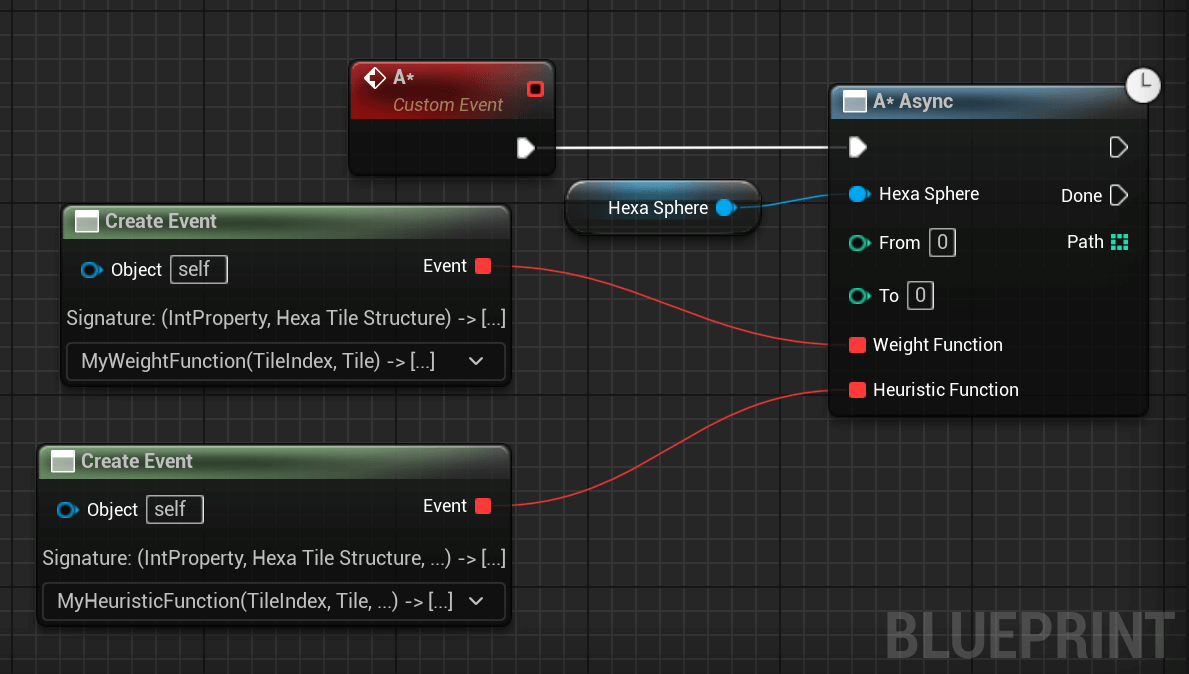 A*
Custom Event
A* Async
Hexa Sphere
Hexa Sphere
Done
From 0
Path
To 0
Weight Function
Heuristic Function
Create Event
Object self
Event
Signature: (IntProperty, Hexa Tile Structure) -> [...]
MyWeightFunction(TileIndex, Tile) -> [...]
Create Event
Object self
Event
Signature: (IntProperty, Hexa Tile Structure, ...) -> [...]
MyHeuristicFunction(TileIndex, Tile, ...) -> [...]
BLUEPRINT